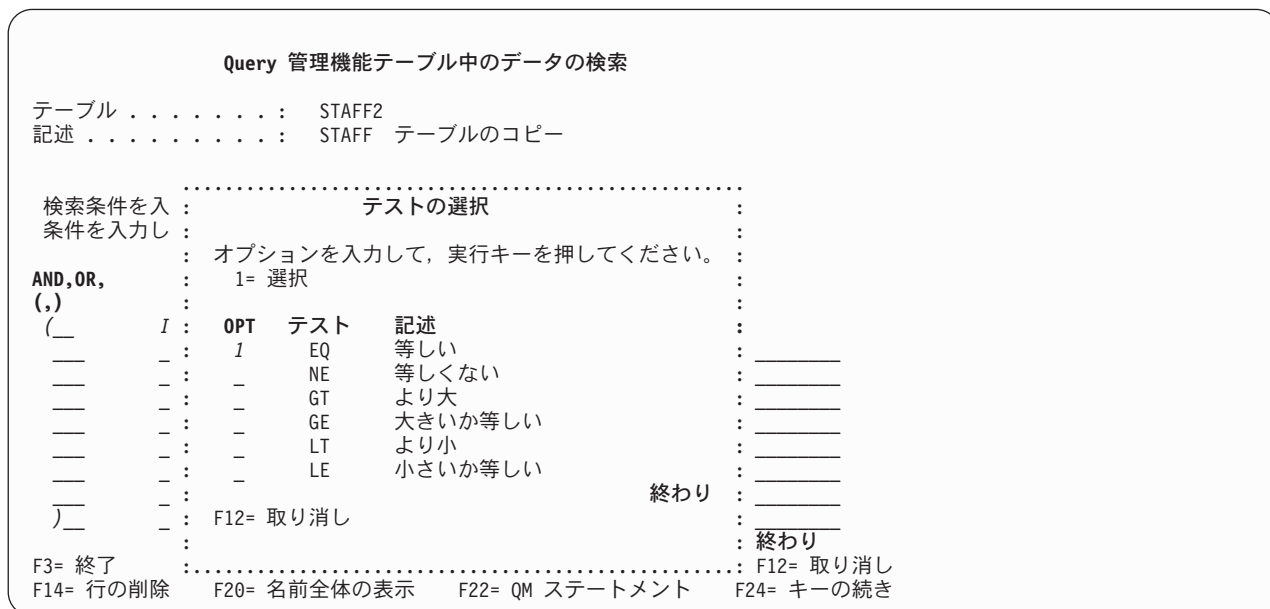 Query 管理機能テーブル中のデータの検索
テーブル . . . . . . . :   STAFF2
記述 . . . . . . . . . :   STAFF  テーブルのコピー
.....................................................
検索条件を入 :                テストの選択                       :
条件を入力し :                                                   :
             :  オプションを入力して，実行キーを押してください。 :
AND,OR,      :    1= 選択                                        :
(,)          :                                                   :
(__        I :   OPT   テスト    記述                            :
___        _ :    1      EQ      等しい                          : ________
___        _ :    _      NE      等しくない                      : ________
___        _ :    _      GT      より大                          : ________
___        _ :    _      GE      大きいか等しい                  : ________
___        _ :    _      LT      より小                          : ________
___        _ :    _      LE      小さいか等しい                  : ________
___        _ :                                           終わり  : ________
)__        _ :  F12= 取り消し                                    : ________
             :                                                   : 終わり
F3= 終了     :...................................................: F12= 取り消し
F14= 行の削除    F20= 名前全体の表示    F22= QM ステートメント    F24= キーの続き